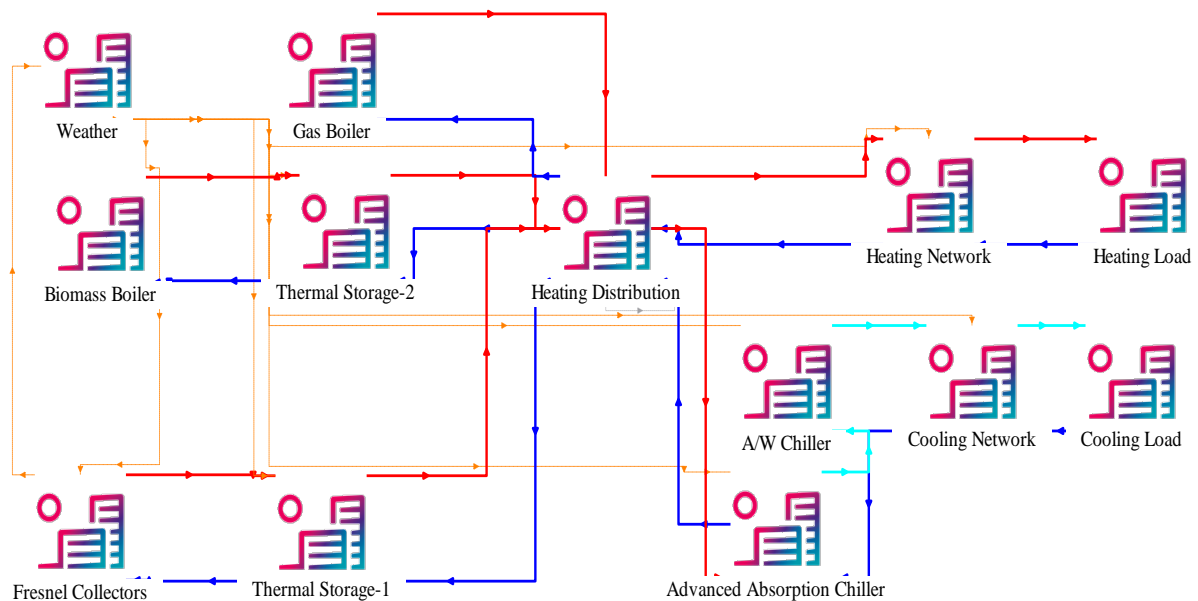 Weather
Gas Boiler
Heating Network
Heating Load
Biomass Boiler
Thermal Storage-2
Heating Distribution
A/W Chiller
Cooling Network
Cooling Load
Fresnel Collectors
Thermal Storage-1
Advanced Absorption Chiller